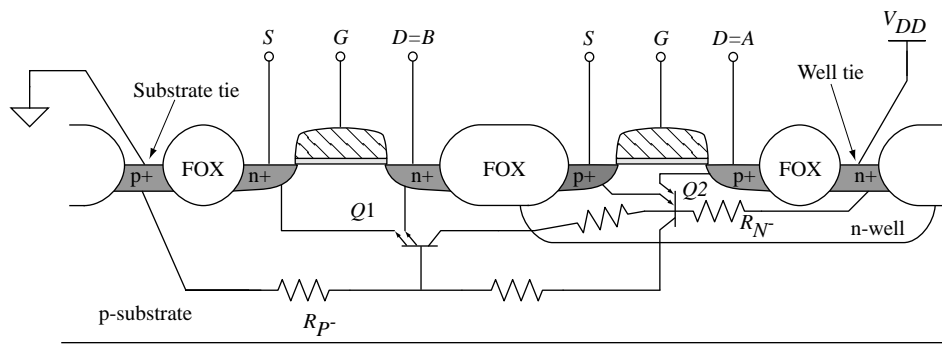 V_DD
S
G
D=B
S
G
D=A
Substrate tie
Well tie
p+
FOX
n+
n+
FOX
p+
p+
FOX
n+
Q1
Q2
R_N-
n-well
p-substrate
R_P-